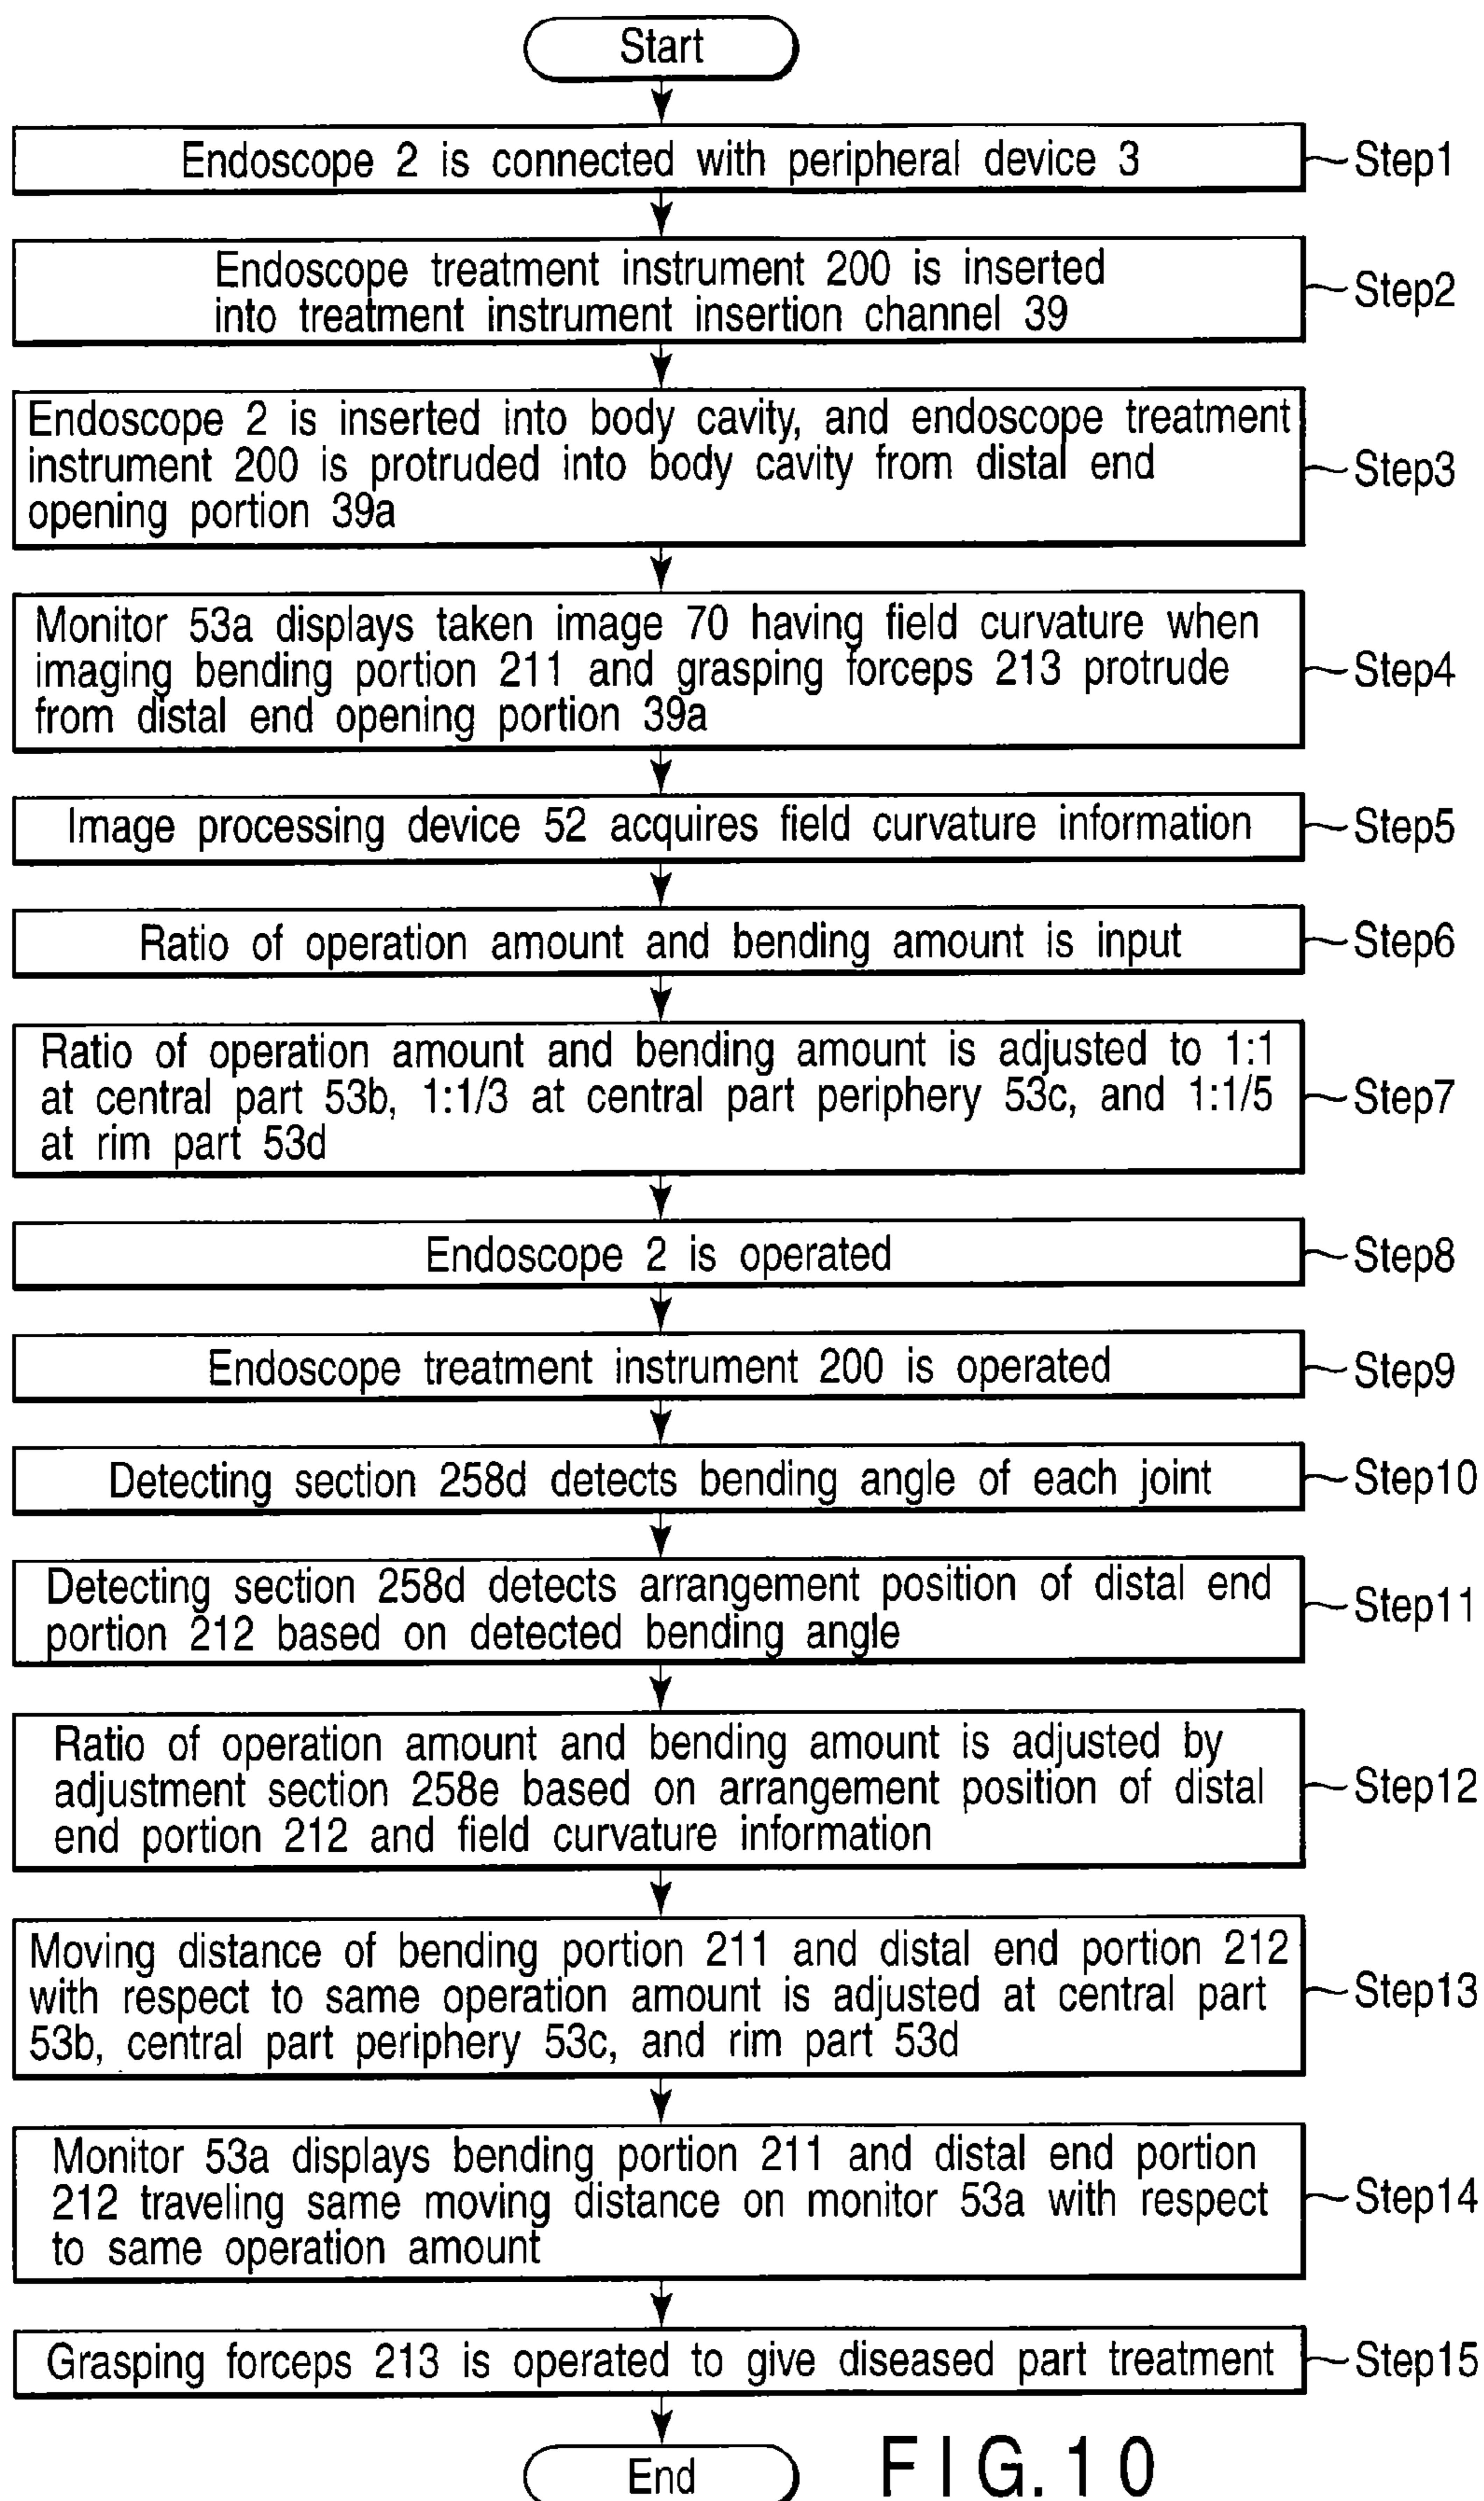 Start
Endoscope 2 is connected with peripheral device 3
Step1
Endoscope treatment instrument 200 is inserted
into treatment instrument insertion channel 39
Step2
Endoscope 2 is inserted into body cavity, and endoscope treatment
instrument 200 is protruded into body cavity from distal end
opening portion 39a
Step3
Monitor 53a displays taken image 70 having field curvature when
imaging bending portion 211 and grasping forceps 213 protrude
from distal end opening portion 39a
Step4
Image processing device 52 acquires field curvature information
Step5
Ratio of operation amount and bending amount is input
Step6
Ratio of operation amount and bending amount is adjusted to 1:1
at central part 53b, 1:1/3 at central part periphery 53c, and 1:1/5
at rim part 53d
Step7
Endoscope 2 is operated
Step8
Endoscope treatment instrument 200 is operated
Step9
Detecting section 258d detects bending angle of each joint
Step10
Detecting section 258d detects arrangement position of distal end
portion 212 based on detected bending angle
Step11
Ratio of operation amount and bending amount is adjusted by
adjustment section 258e based on arrangement position of distal
end portion 212 and field curvature information
Step12
Moving distance of bending portion 211 and distal end portion 212
with respect to same operation amount is adjusted at central part
53b, central part periphery 53c, and rim part 53d
Step13
Monitor 53a displays bending portion 211 and distal end portion
212 traveling same moving distance on monitor 53a with respect
to same operation amount
Step14
Grasping forceps 213 is operated to give diseased part treatment
Step15
End
FIG.10